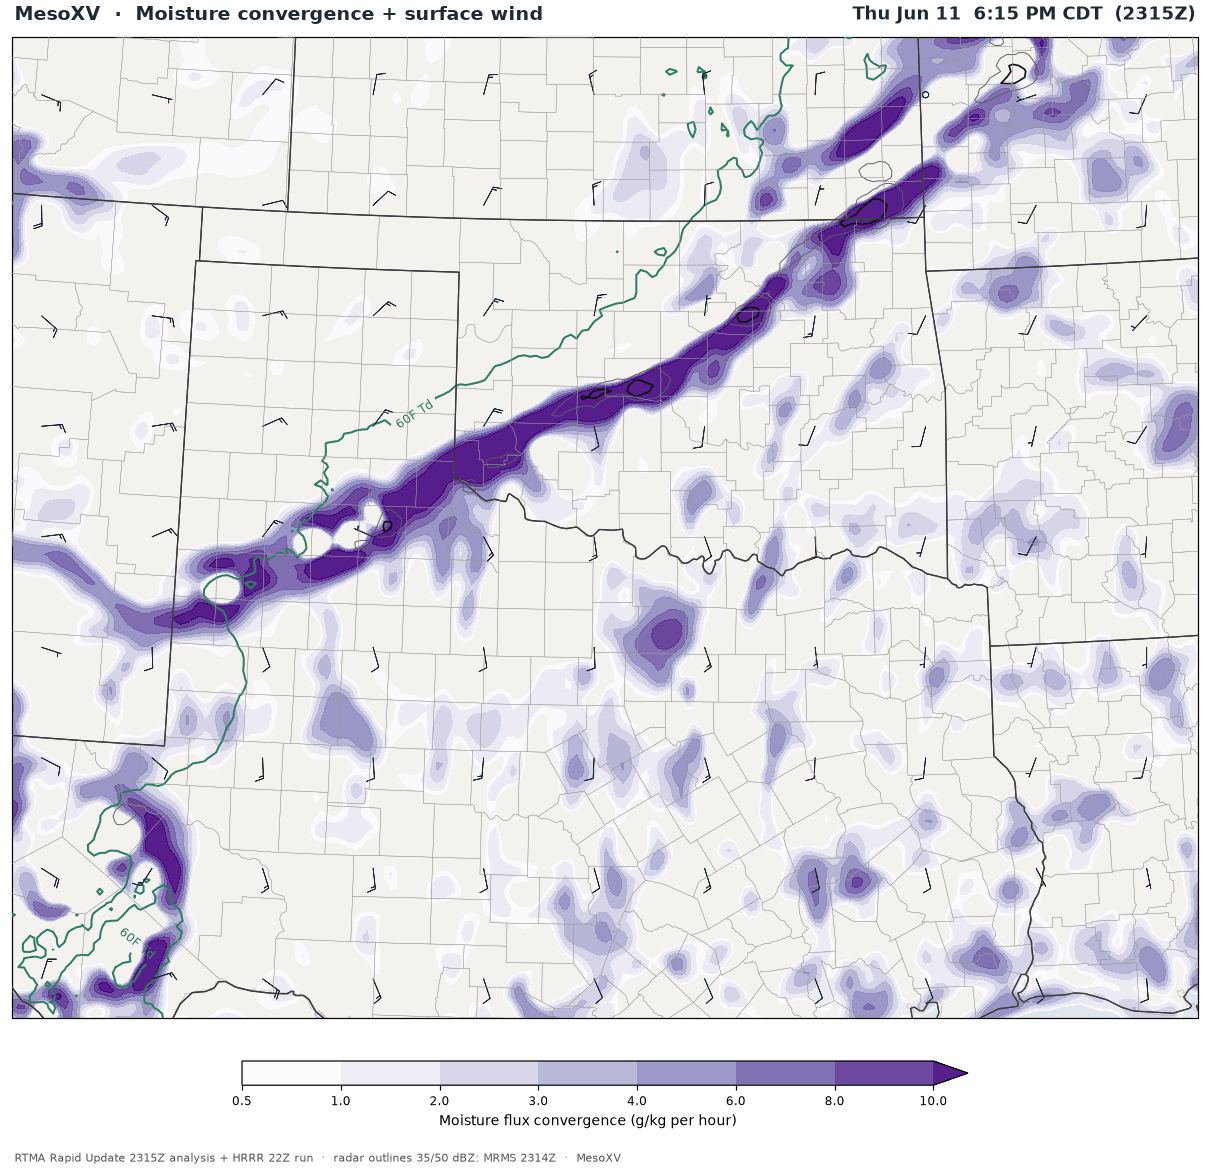 MesoXV · Moisture convergence + surface wind
Thu Jun 11 6:15 PM CDT (2315Z)
60F Td
60F
0.5 1.0 2.0 3.0 4.0 6.0 8.0 10.0
Moisture flux convergence (g/kg per hour)
RTMA Rapid Update 2315Z analysis + HRRR 22Z run · radar outlines 35/50 dBZ: MRMS 2314Z · MesoXV